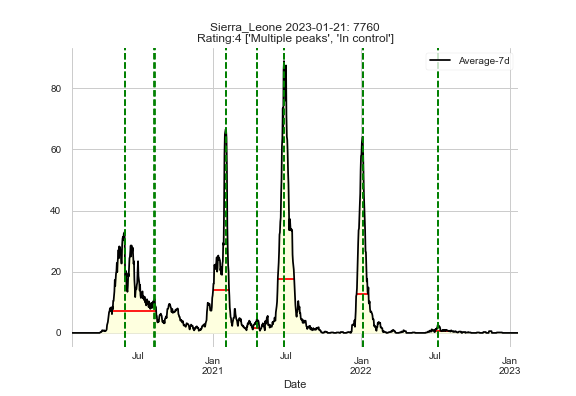 Sierra_Leone 2023-01-21: 7760
Rating:4 ['Multiple peaks', 'In control']
Average-7d
80
60
40
20
0
Jul Jan Jul Jan Jul Jan
2021 2022 2023
Date